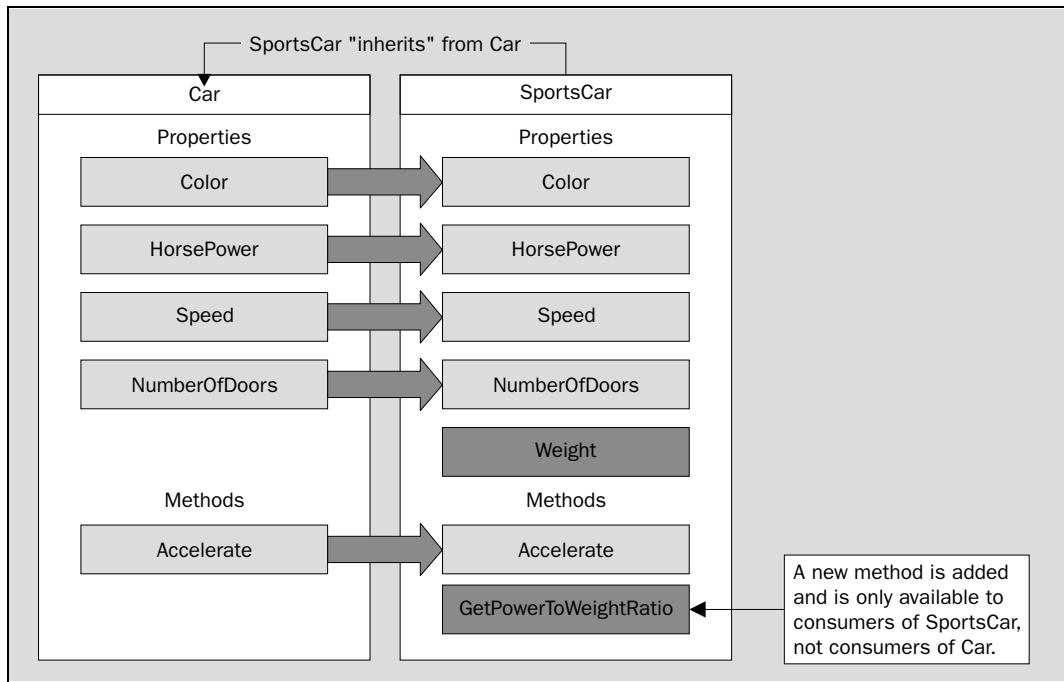 SportsCar "inherits" from Car
Car
Properties
Color
HorsePower
Speed
NumberOfDoors
Methods
Accelerate
SportsCar
Properties
Color
HorsePower
Speed
NumberOfDoors
Weight
Methods
Accelerate
GetPowerToWeightRatio
A new method is added
and is only available to
consumers of SportsCar,
not consumers of Car.